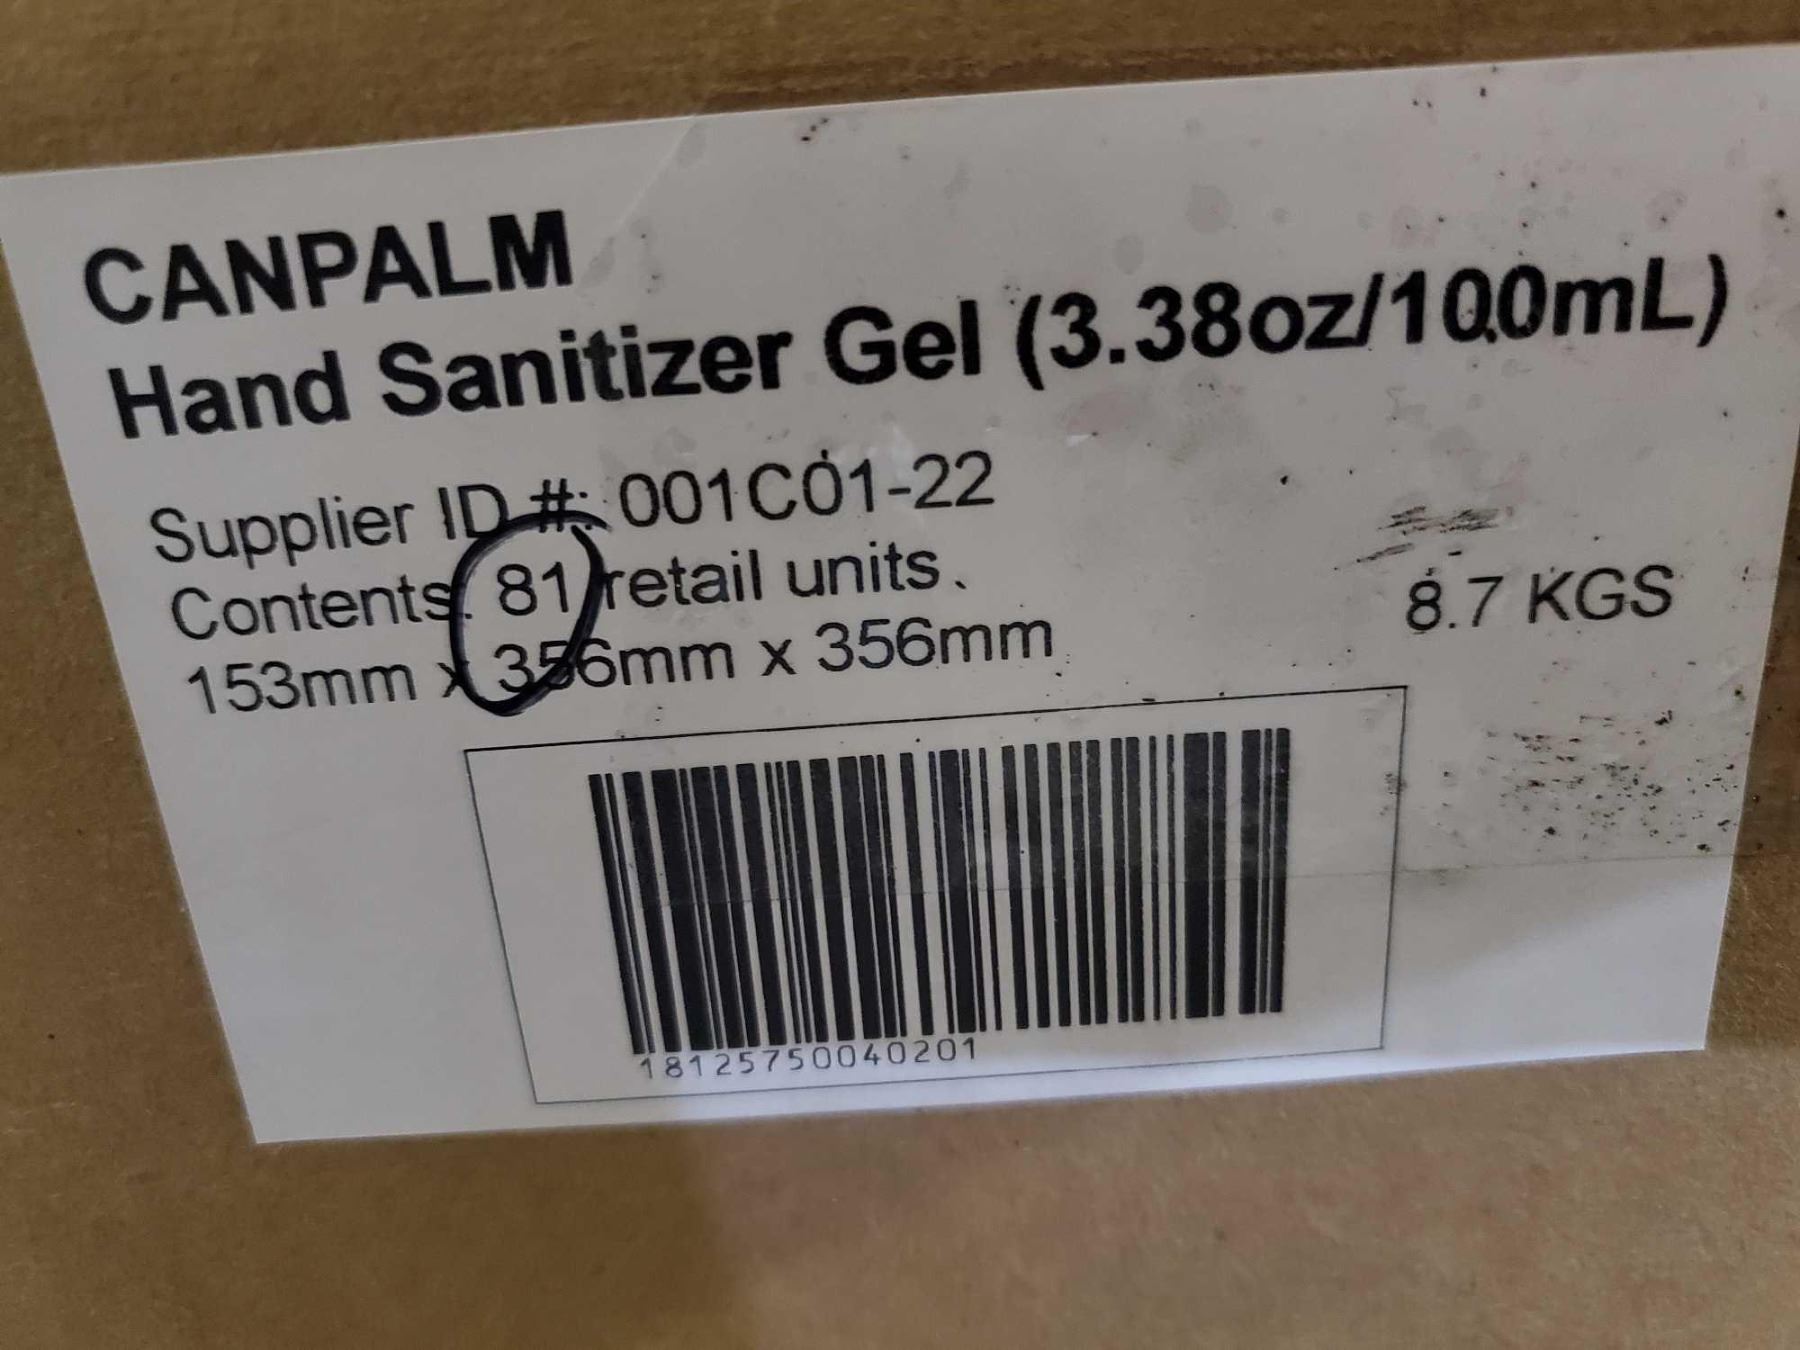 CANPALM
Hand Sanitizer Gel (3.38oz/100mL)
Supplier ID #: 001C01-22
Contents: 81 retail units.
153mm x 356mm x 356mm
8.7 KGS
18125750040201